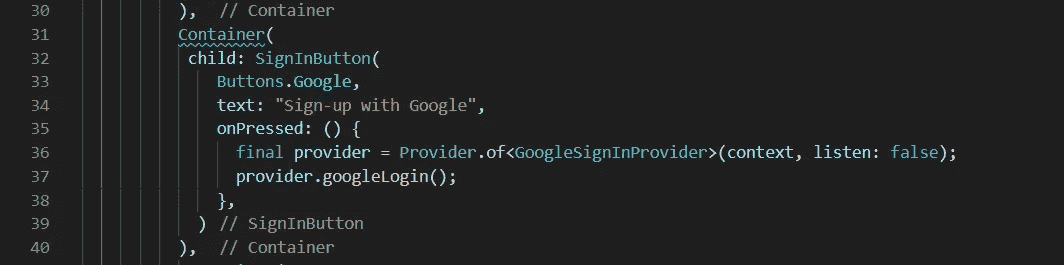 30 ),  // Container
31 Container(
32 child: SignInButton(
33 Buttons.Google,
34 text: "Sign-up with Google",
35 onPressed: () {
36 final provider = Provider.of<GoogleSignInProvider>(context, listen: false);
37 provider.googleLogin();
38 },
39 ) // SignInButton
40 ),  // Container